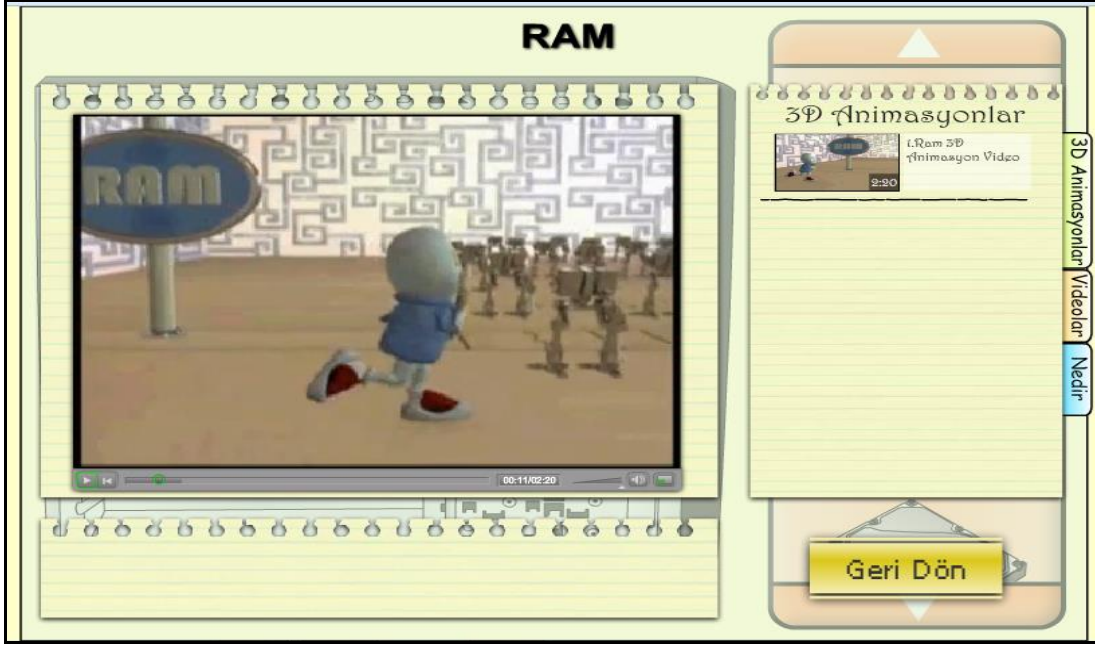 RAM
RAM
00:11/02:20
3D Animasyonlar
RAM
i.Ram 3D
Animasyon Video
2:20
3D Animasyonlar
Videolar
Nedir
Geri Dön